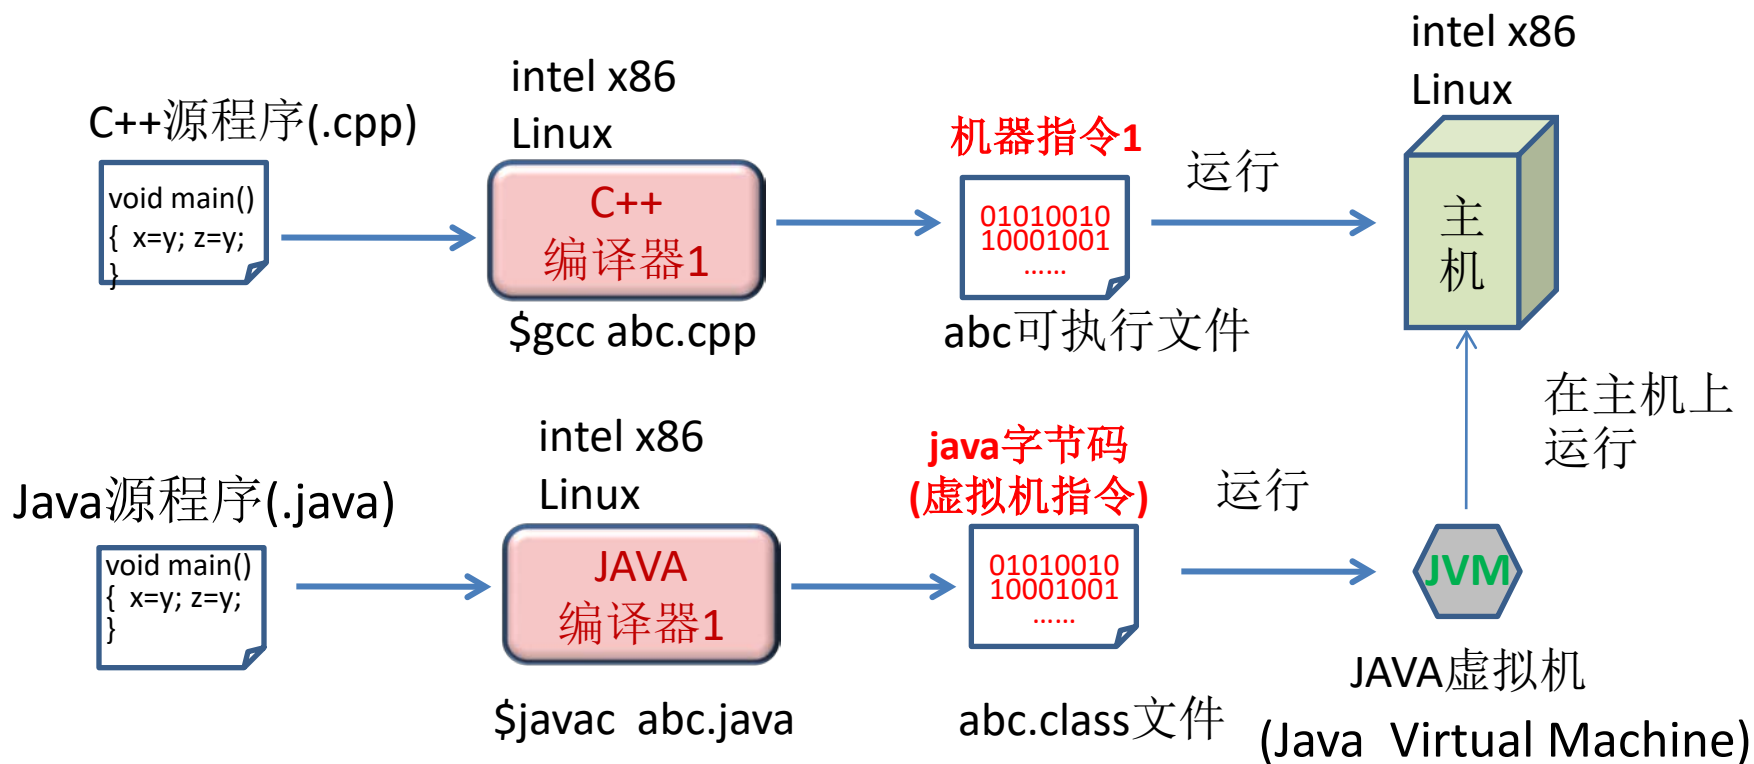 intel x86
Linux
C++源程序(.cpp)
void main()
{ x=y; z=y;
}
C++
编译器1
$gcc abc.cpp
机器指令1
01010010
10001001
......
abc可执行文件
运行
intel x86
Linux
主
机
在主机上
运行
Java源程序(.java)
void main()
{ x=y; z=y;
}
intel x86
Linux
JAVA
编译器1
$javac abc.java
java字节码
(虚拟机指令)
01010010
10001001
......
abc.class文件
运行
JVM
JAVA虚拟机
(Java Virtual Machine)